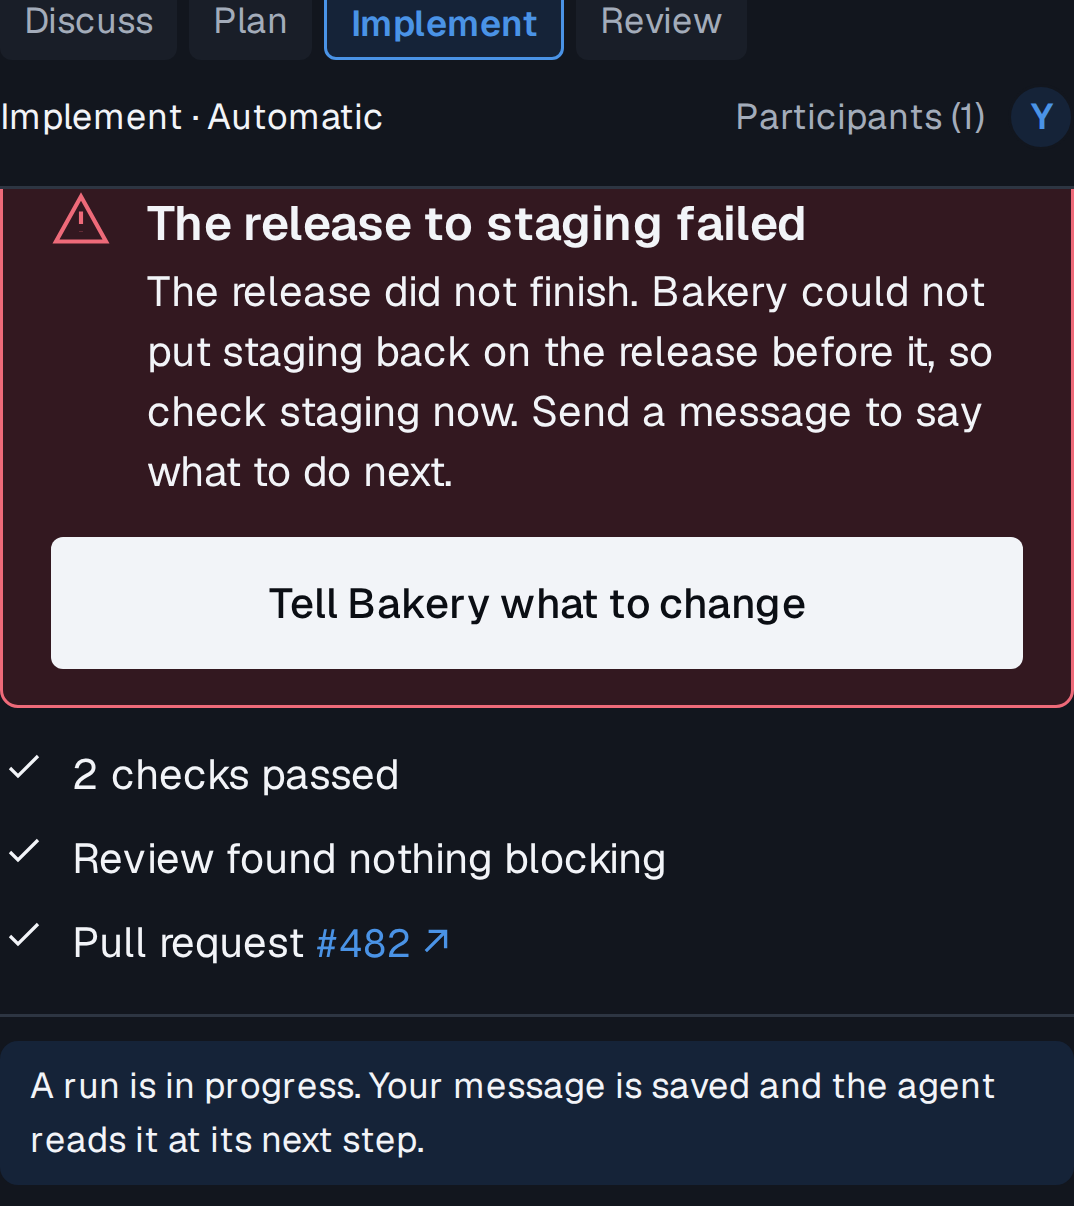 Discuss Plan Implement Review
Implement · Automatic Participants (1) Y
The release to staging failed
The release did not finish. Bakery could not
put staging back on the release before it, so
check staging now. Send a message to say
what to do next.
Tell Bakery what to change
2 checks passed
Review found nothing blocking
Pull request #482 ↗
A run is in progress. Your message is saved and the agent
reads it at its next step.